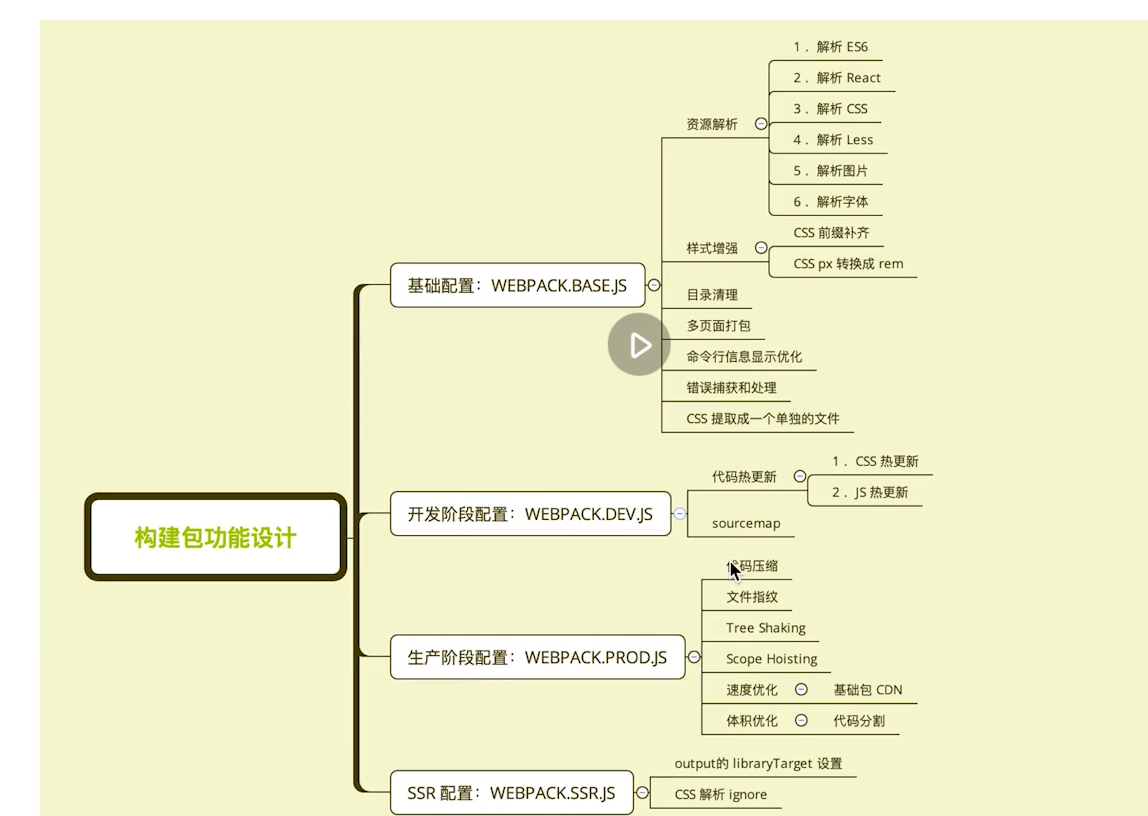 构建包功能设计
基础配置：WEBPACK.BASE.JS
资源解析
1．解析 ES6
2．解析 React
3．解析 CSS
4．解析 Less
5．解析图片
6．解析字体
样式增强
CSS 前缀补齐
CSS px 转换成 rem
目录清理
多页面打包
命令行信息显示优化
错误捕获和处理
CSS 提取成一个单独的文件
开发阶段配置：WEBPACK.DEV.JS
代码热更新
1．CSS 热更新
2．JS 热更新
sourcemap
生产阶段配置：WEBPACK.PROD.JS
代码压缩
文件指纹
Tree Shaking
Scope Hoisting
速度优化
基础包 CDN
体积优化
代码分割
SSR 配置：WEBPACK.SSR.JS
output的 libraryTarget 设置
CSS 解析 ignore